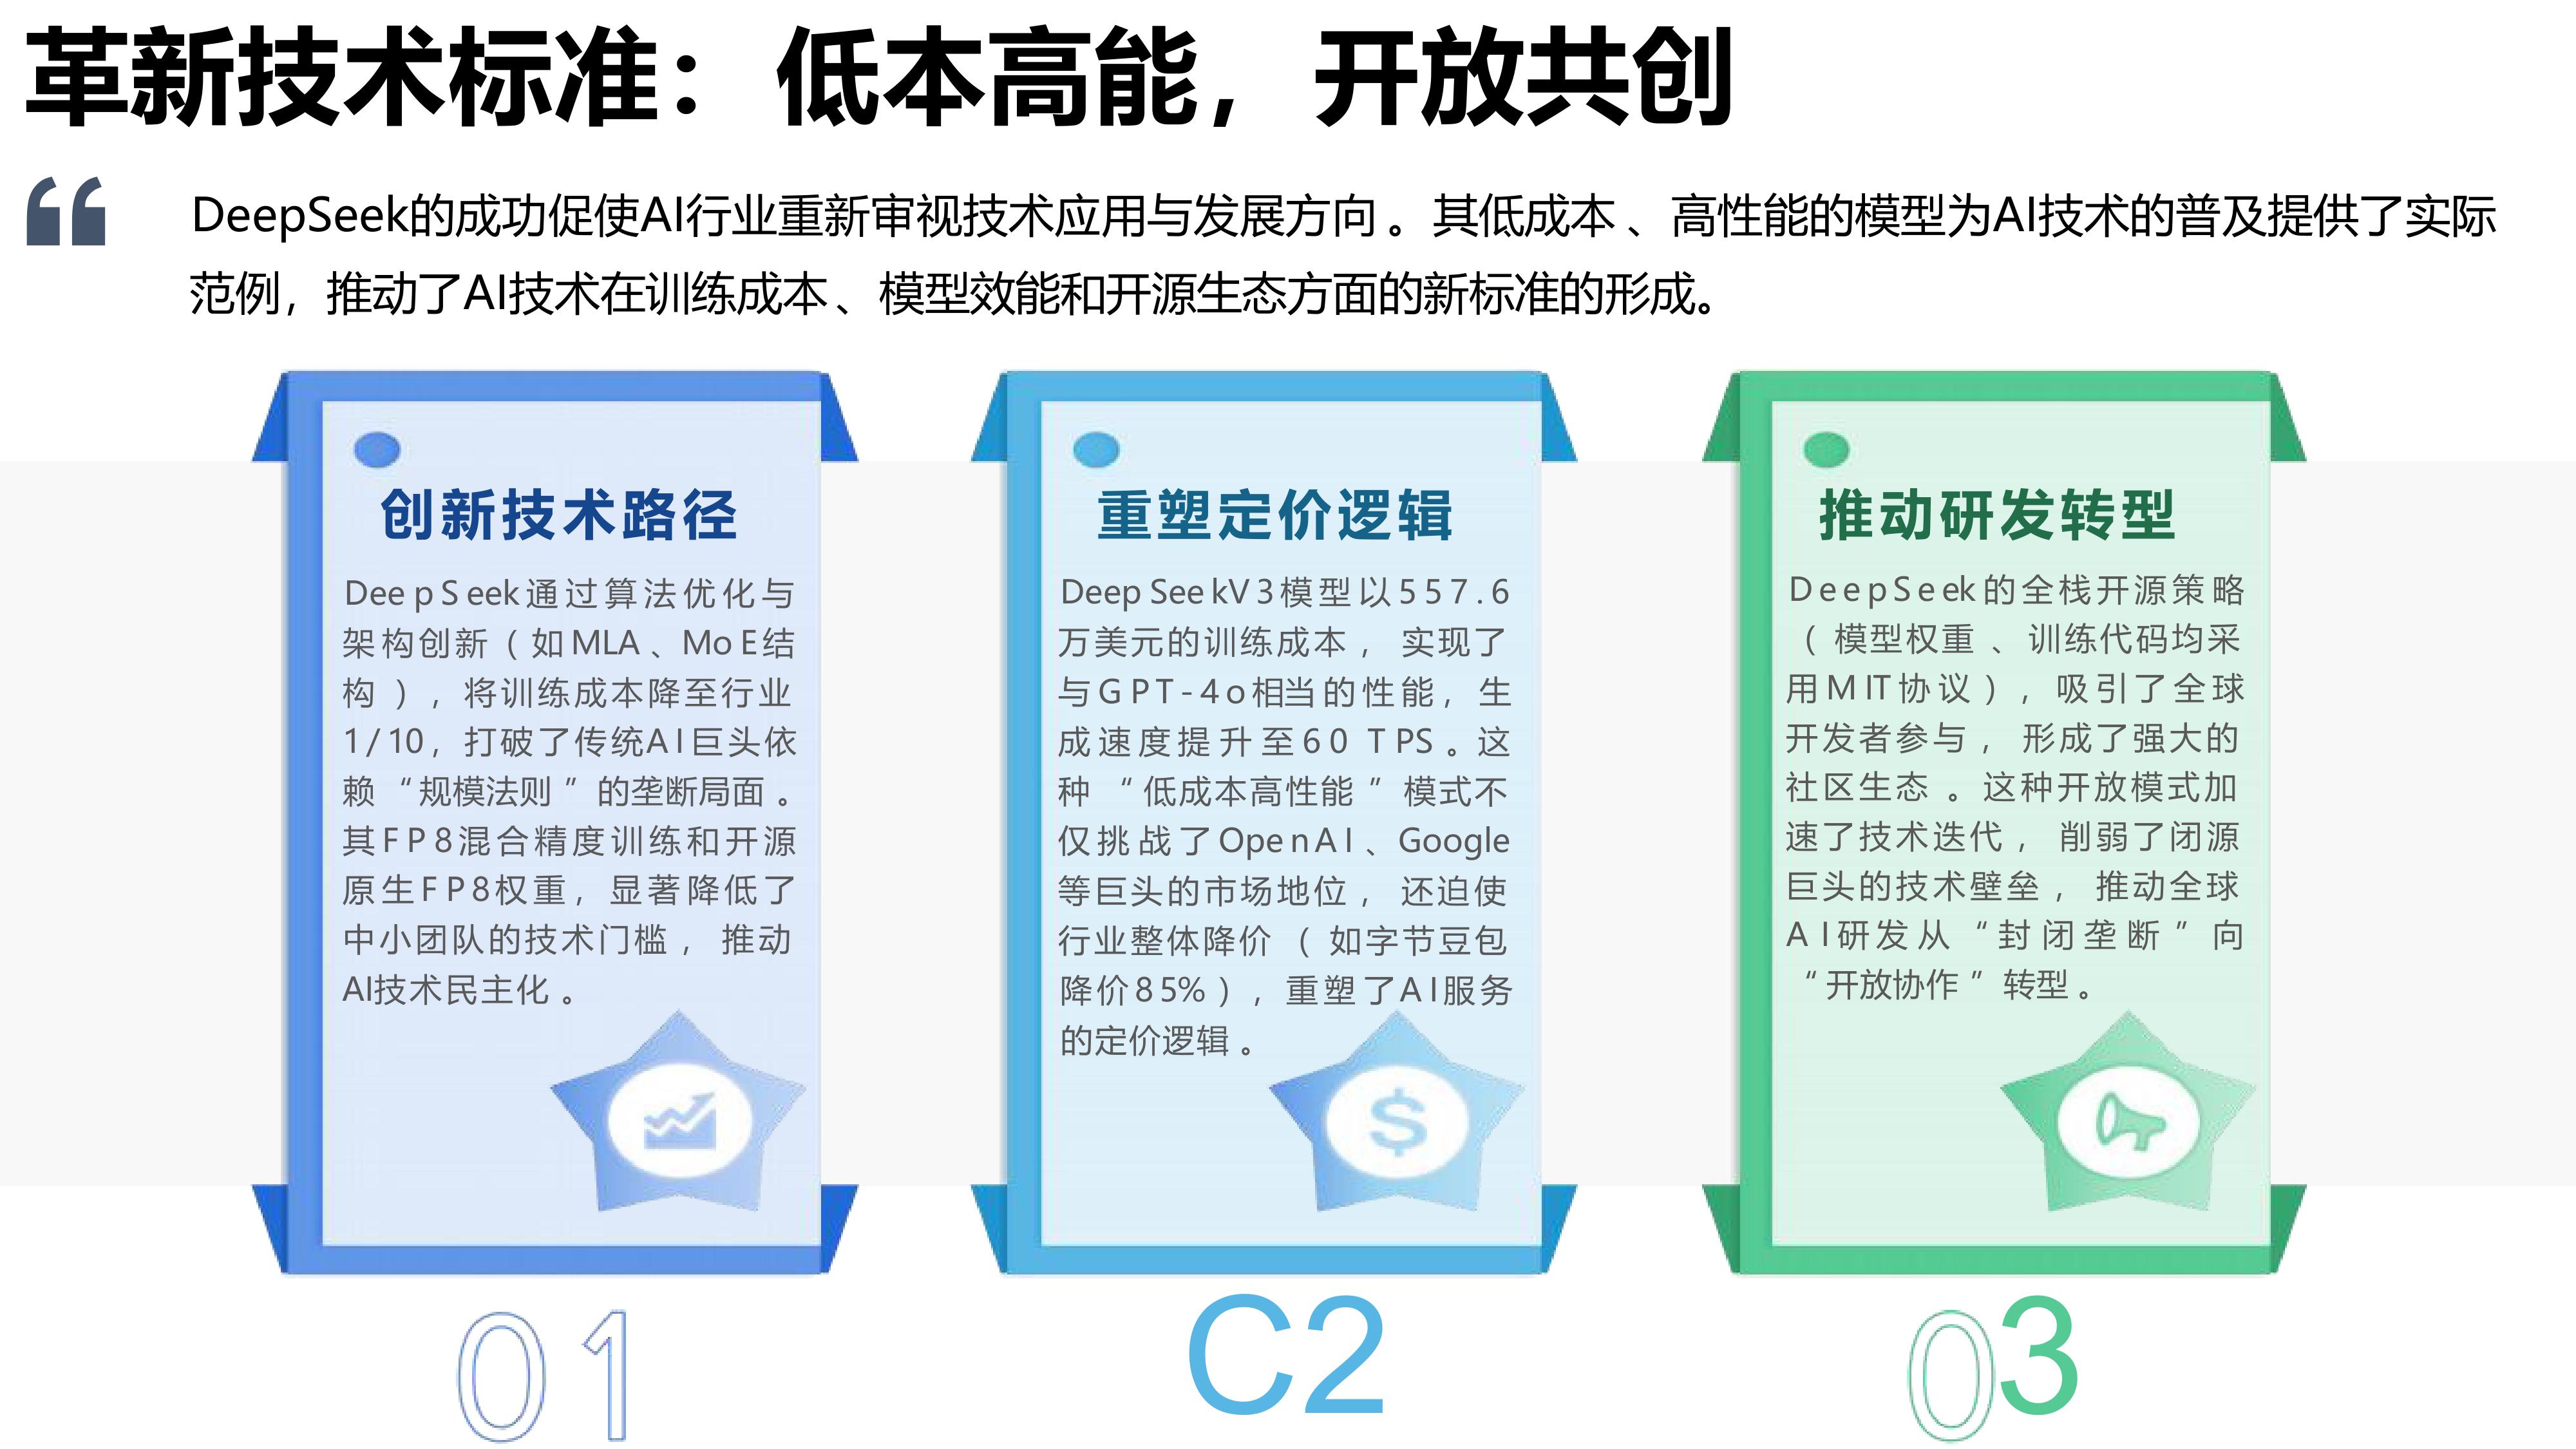 革新技术标准：低本高能，开放共创
DeepSeek的成功促使AI行业重新审视技术应用与发展方向。其低成本、高性能的模型为AI技术的普及提供了实际
范例，推动了AI技术在训练成本、模型效能和开源生态方面的新标准的形成。
创新技术路径
DeepSeek通过算法优化与
架构创新（如MLA、MoE结
构），将训练成本降至行业
1/10，打破了传统AI巨头依
赖“规模法则”的垄断局面。
其FP8混合精度训练和开源
原生FP8权重，显著降低了
中小团队的技术门槛，推动
AI技术民主化。
01
重塑定价逻辑
DeepSeekV3模型以557.6
万美元的训练成本，实现了
与GPT-4o相当的性能，生
成速度提升至60 TPS。这
种“低成本高性能”模式不
仅挑战了OpenAI、Google
等巨头的市场地位，还迫使
行业整体降价（如字节豆包
降价85%），重塑了AI服务
的定价逻辑。
C2
推动研发转型
DeepSeek的全栈开源策略
（模型权重、训练代码均采
用MIT协议），吸引了全球
开发者参与，形成了强大的
社区生态。这种开放模式加
速了技术迭代，削弱了闭源
巨头的技术壁垒，推动全球
AI研发从“封闭垄断”向
“开放协作”转型。
03